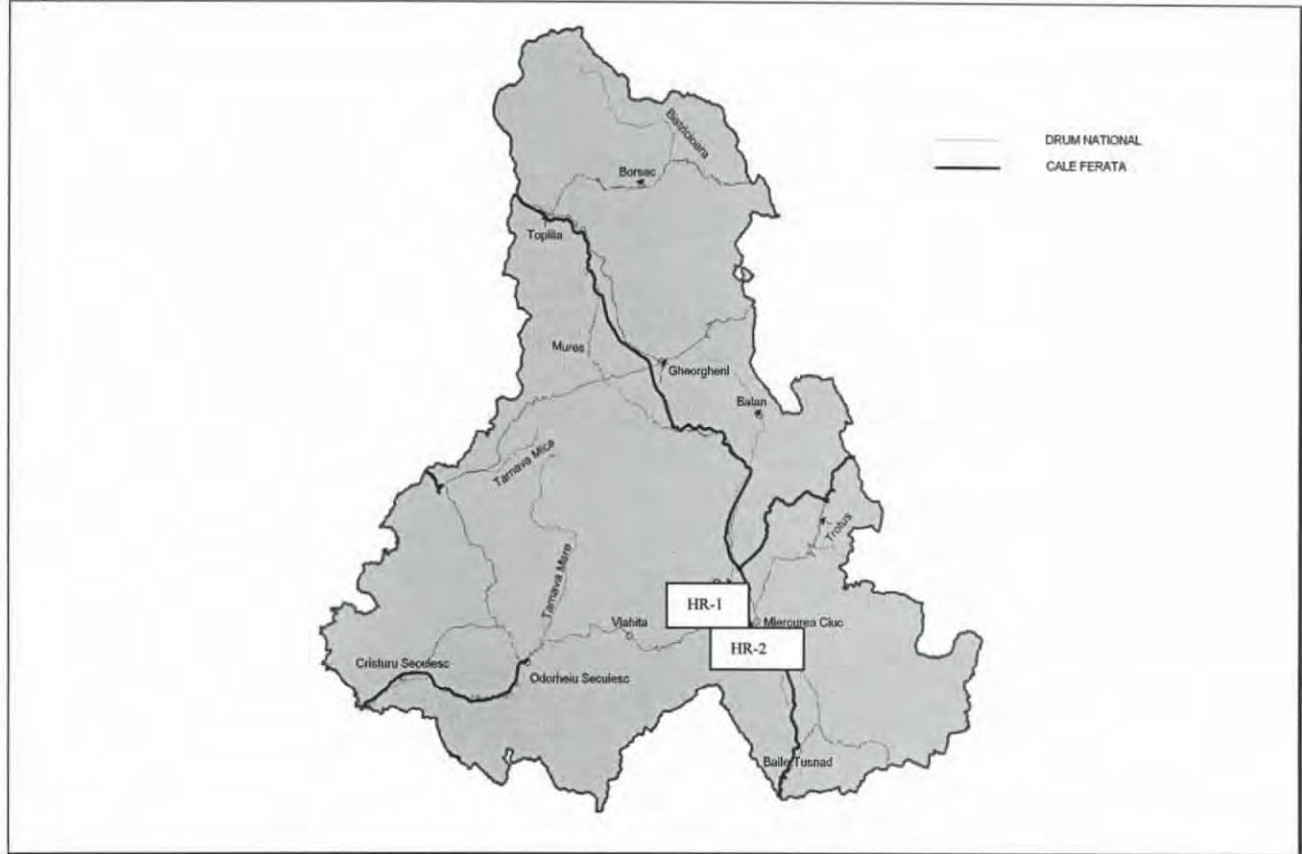 DRUM NATIONAL
CALE FERATA
Bistricioara
Borsec
Toplita
Mures
Gheorgheni
Balan
Tarnava Mica
Trotus
Tarnava Mare
HR-1
Vlahita
Miercurea Ciuc
HR-2
Cristuru Secuiesc
Odorheiu Secuiesc
Baile Tusnad